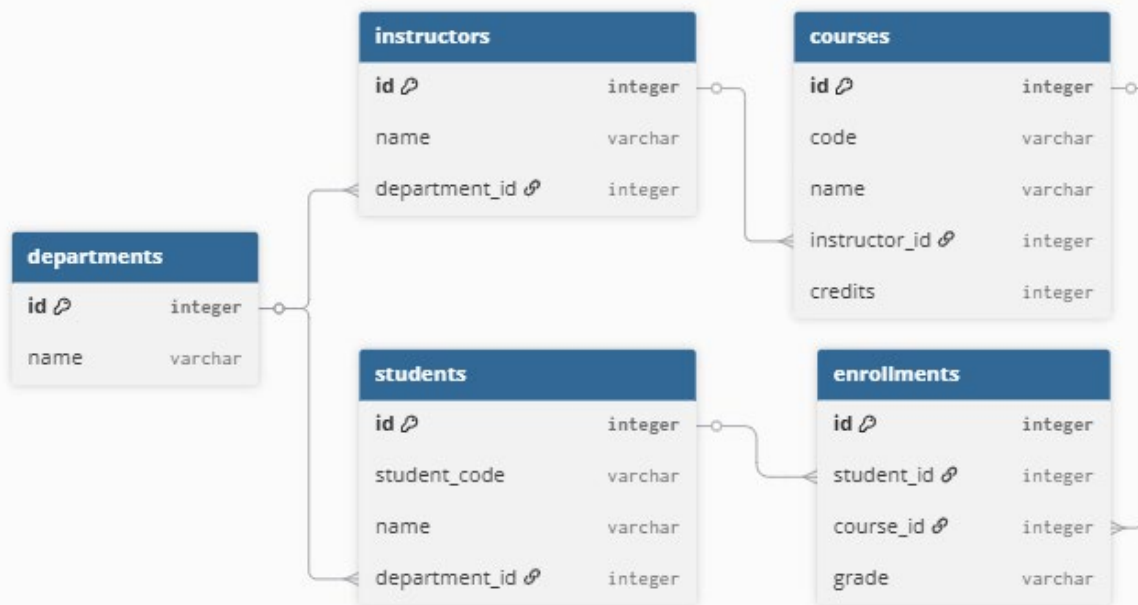 instructors
id integer
name varchar
department_id integer
courses
id integer
code varchar
name varchar
instructor_id integer
credits integer
departments
id integer
name varchar
students
id integer
student_code varchar
name varchar
department_id integer
enrollments
id integer
student_id integer
course_id integer
grade varchar